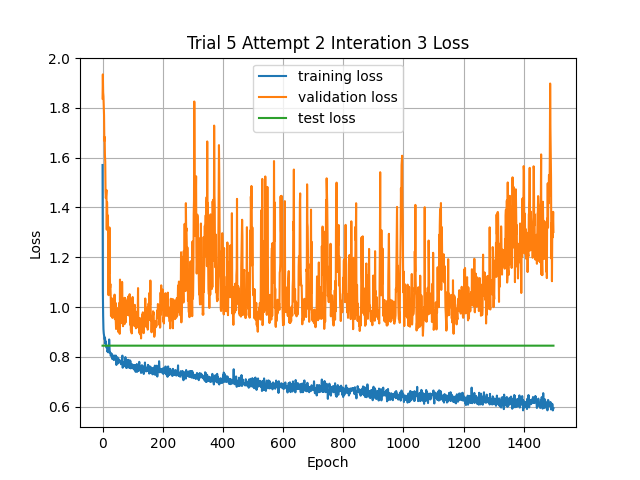 Trial 5 Attempt 2 Interation 3 Loss
training loss
validation loss
test loss
Loss
2.0
1.8
1.6
1.4
1.2
1.0
0.8
0.6
0 200 400 600 800 1000 1200 1400
Epoch